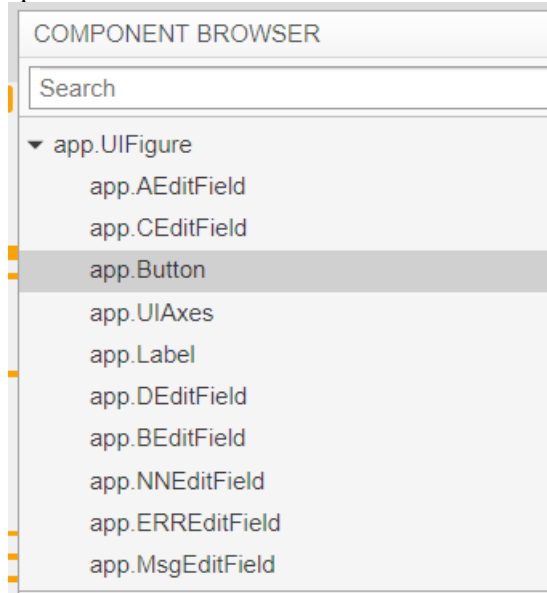 COMPONENT BROWSER
Search
app.UIFigure
app.AEditField
app.CEditField
app.Button
app.UIAxes
app.Label
app.DEditField
app.BEditField
app.NNEditField
app.ERREditField
app.MsgEditField